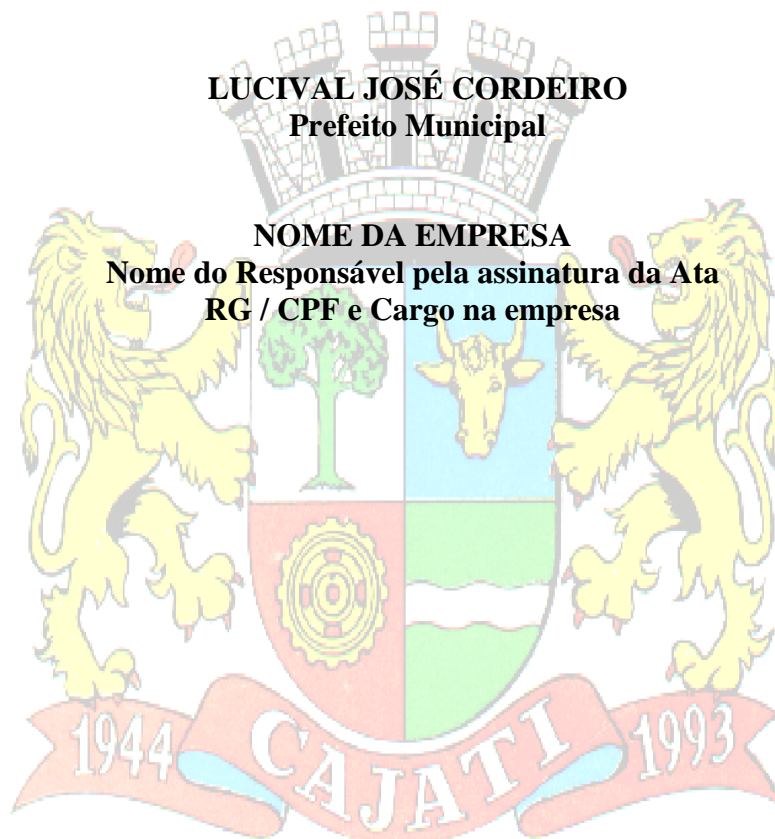 LUCIVAL JOSÉ CORDEIRO
Prefeito Municipal
NOME DA EMPRESA
Nome do Responsável pela assinatura da Ata
RG / CPF e Cargo na empresa
1944 CAJATI 1993